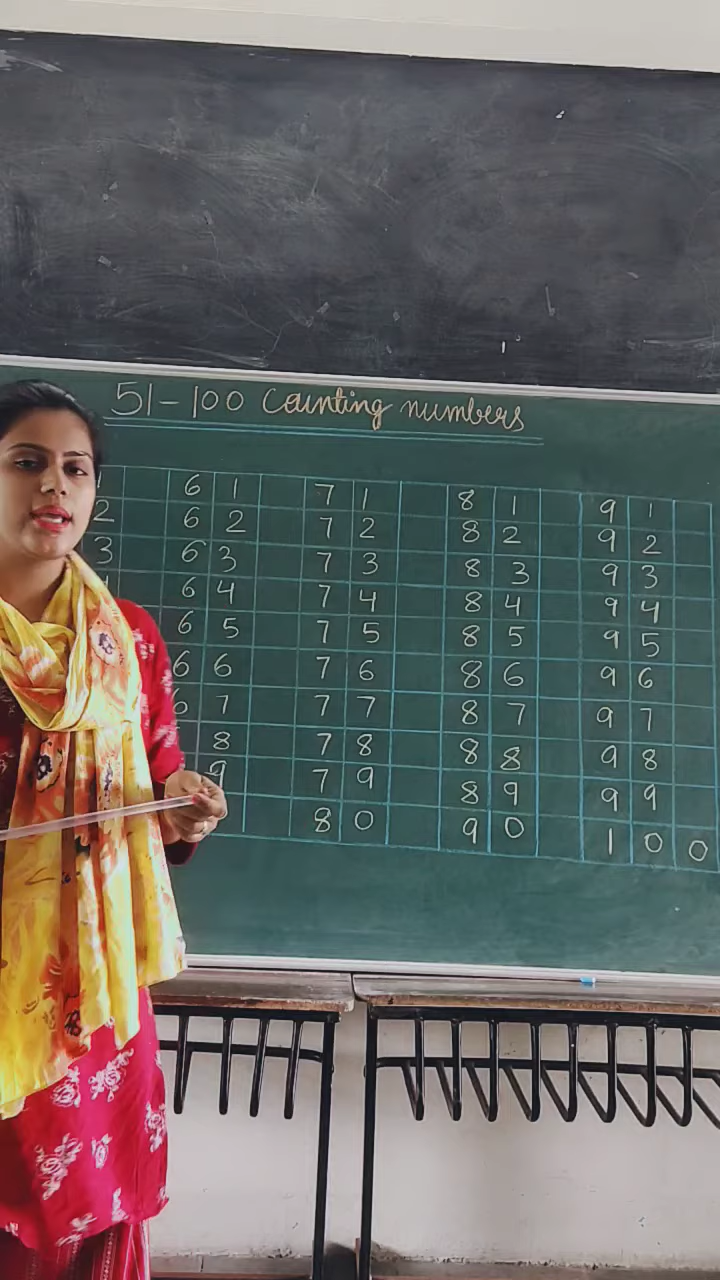 51-100 Counting numbers
6 1 7 1 8 1 9 1
2 6 2 7 2 8 2 9 2
3 6 3 7 3 8 3 9 3
6 4 7 4 8 4 9 4
6 5 7 5 8 5 9 5
6 6 7 6 8 6 9 6
6 7 7 7 8 7 9 7
8 7 8 8 8 9 8
9 7 9 8 9 9 9
8 0 9 0 1 0 0